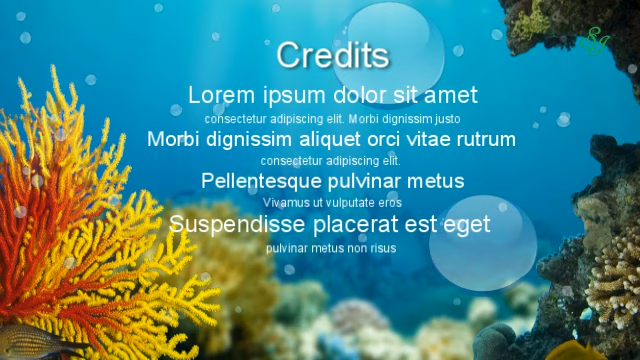 Credits
Lorem ipsum dolor sit amet
consectetur adipiscing elit. Morbi dignissim justo
Morbi dignissim aliquet orci vitae rutrum
consectetur adipiscing elit.
Pellentesque pulvinar metus
Vivamus ut vulputate eros
Suspendisse placerat est eget
pulvinar metus non risus